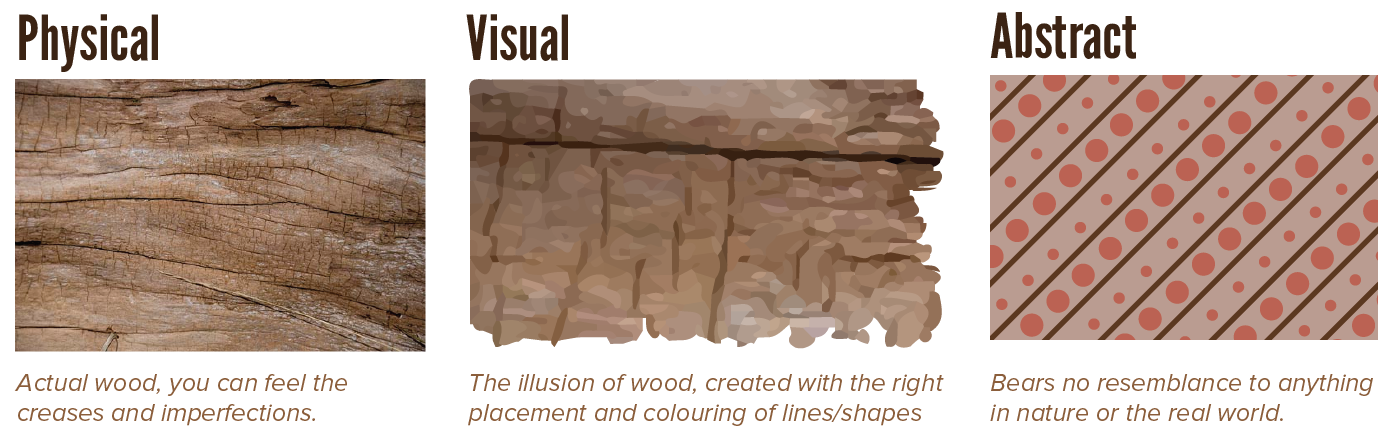 Physical
Actual wood, you can feel the
creases and imperfections.
Visual
The illusion of wood, created with the right
placement and colouring of lines/shapes
Abstract
Bears no resemblance to anything
in nature or the real world.